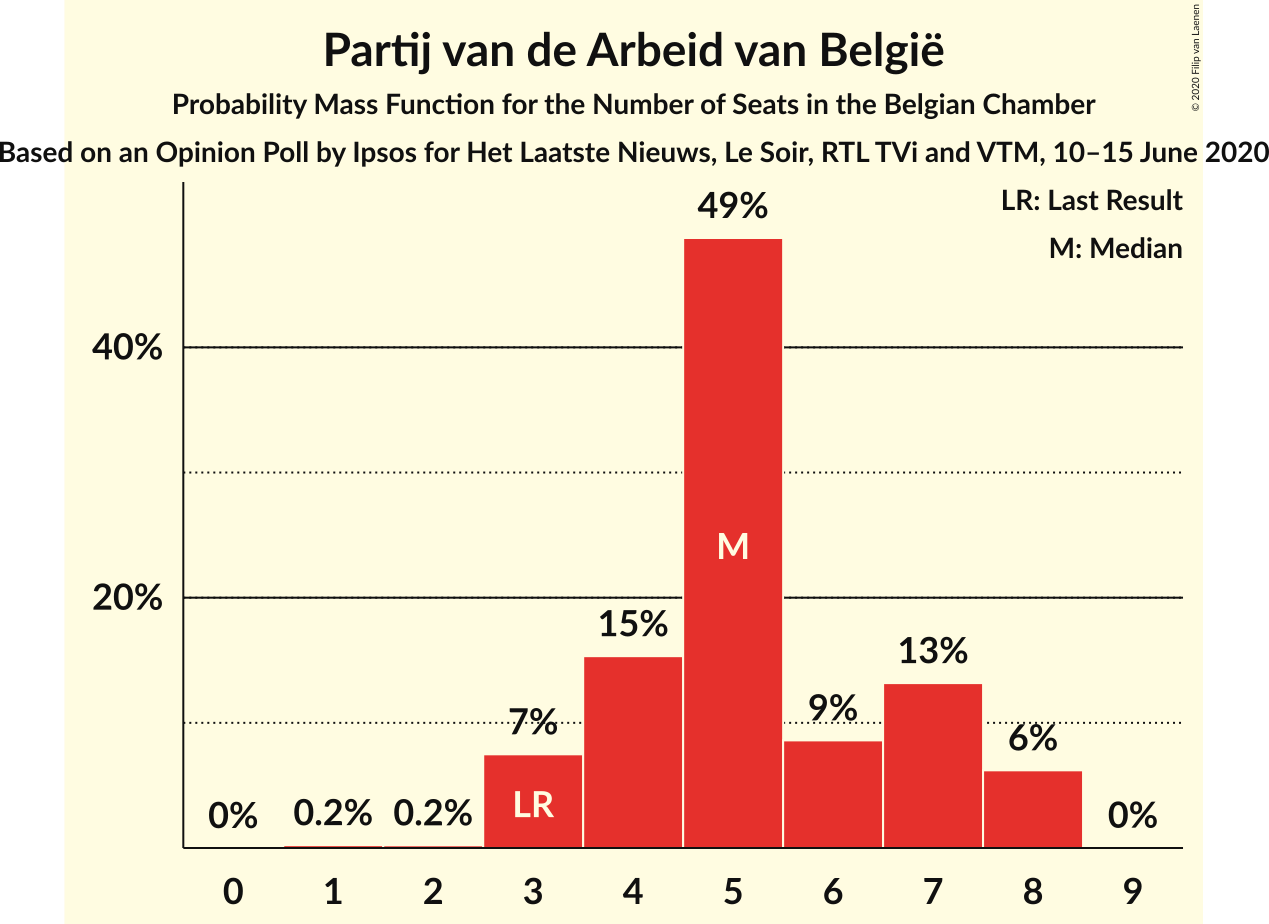 Partij van de Arbeid van België
Probability Mass Function for the Number of Seats in the Belgian Chamber
Based on an Opinion Poll by Ipsos for Het Laatste Nieuws, Le Soir, RTL TVi and VTM, 10–15 June 2020
© 2020 Filip van Laenen
LR: Last Result
M: Median
49%
40%
M
20%
15%
13%
9%
7%
6%
LR
0% 0.2% 0.2% 0%
0 1 2 3 4 5 6 7 8 9